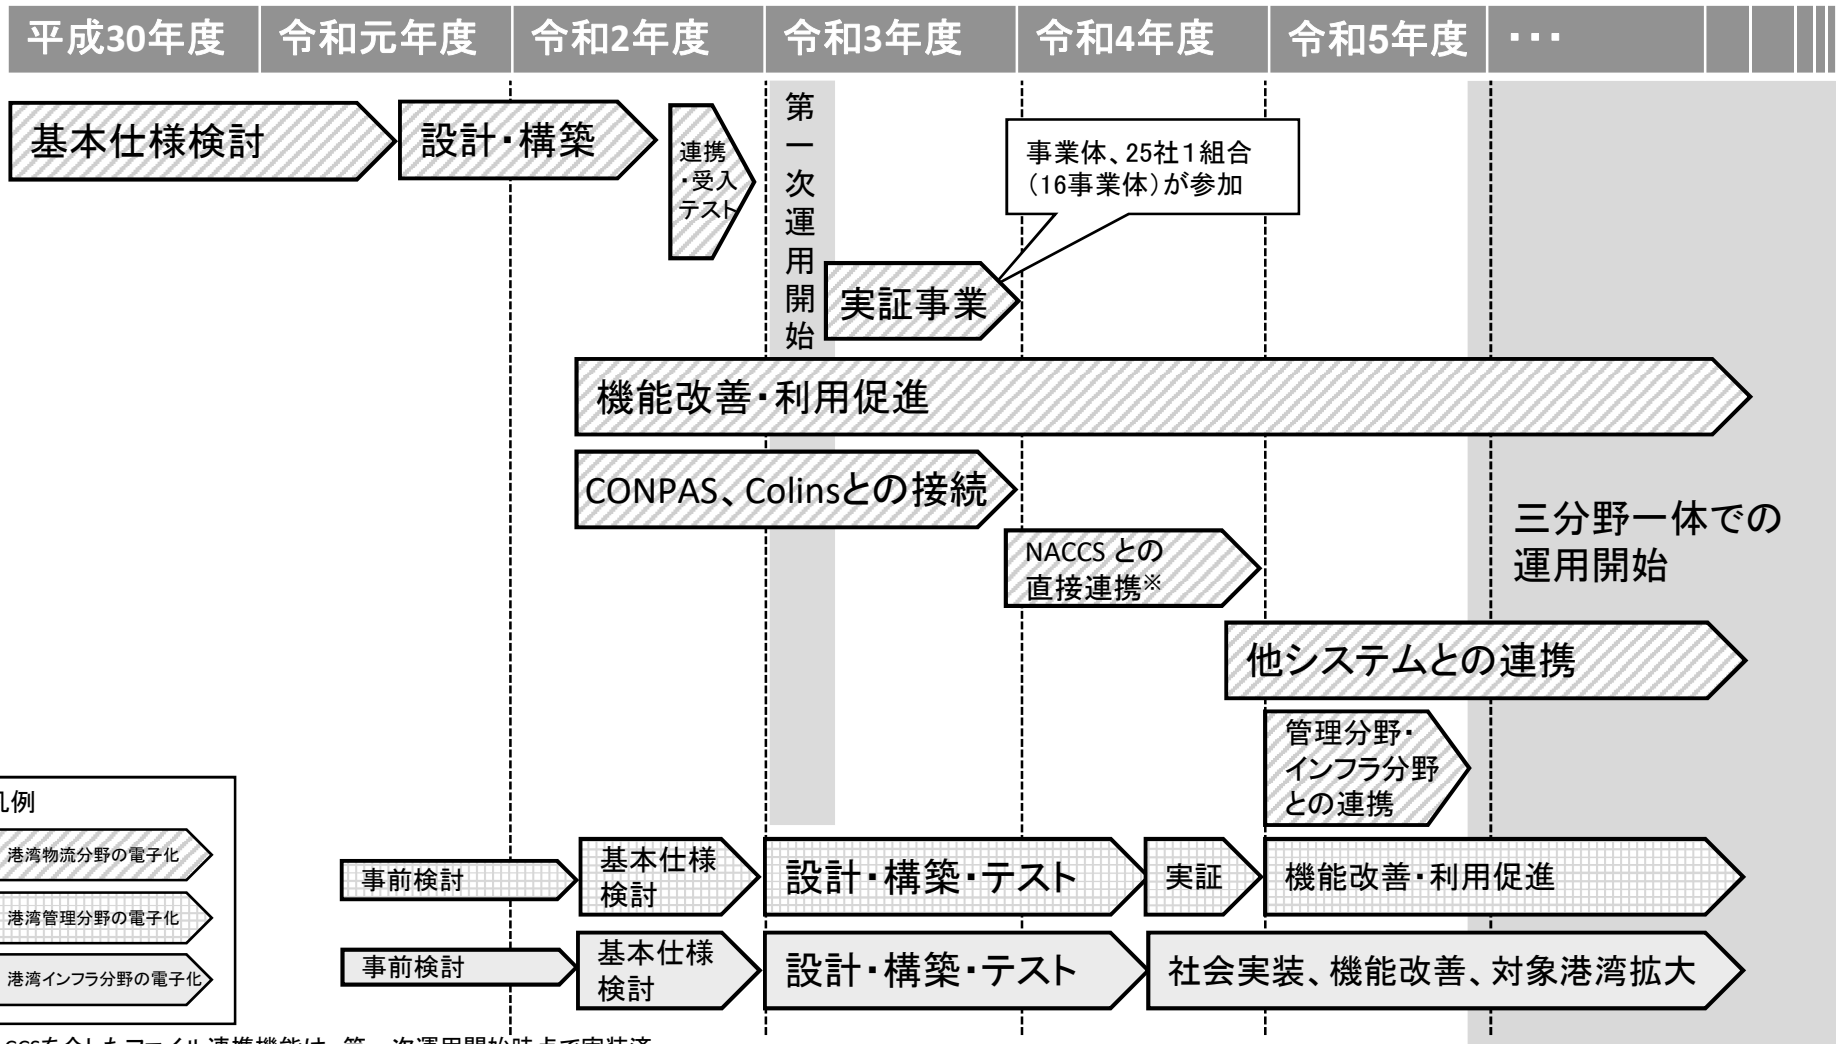 平成30年度
令和元年度
令和2年度
令和3年度
令和4年度
令和5年度
・・・
基本仕様検討
設計・構築
連携
・受入
テスト
第一次運用開始
事業体、25社１組合
（16事業体）が参加
実証事業
機能改善・利用促進
CONPAS、Colinsとの接続
NACCS との
直接連携※
三分野一体での
運用開始
他システムとの連携
管理分野・
インフラ分野
との連携
事前検討
基本仕様
検討
設計・構築・テスト
実証
機能改善・利用促進
事前検討
基本仕様
検討
設計・構築・テスト
社会実装、機能改善、対象港湾拡大
凡例
港湾物流分野の電子化
港湾管理分野の電子化
港湾インフラ分野の電子化